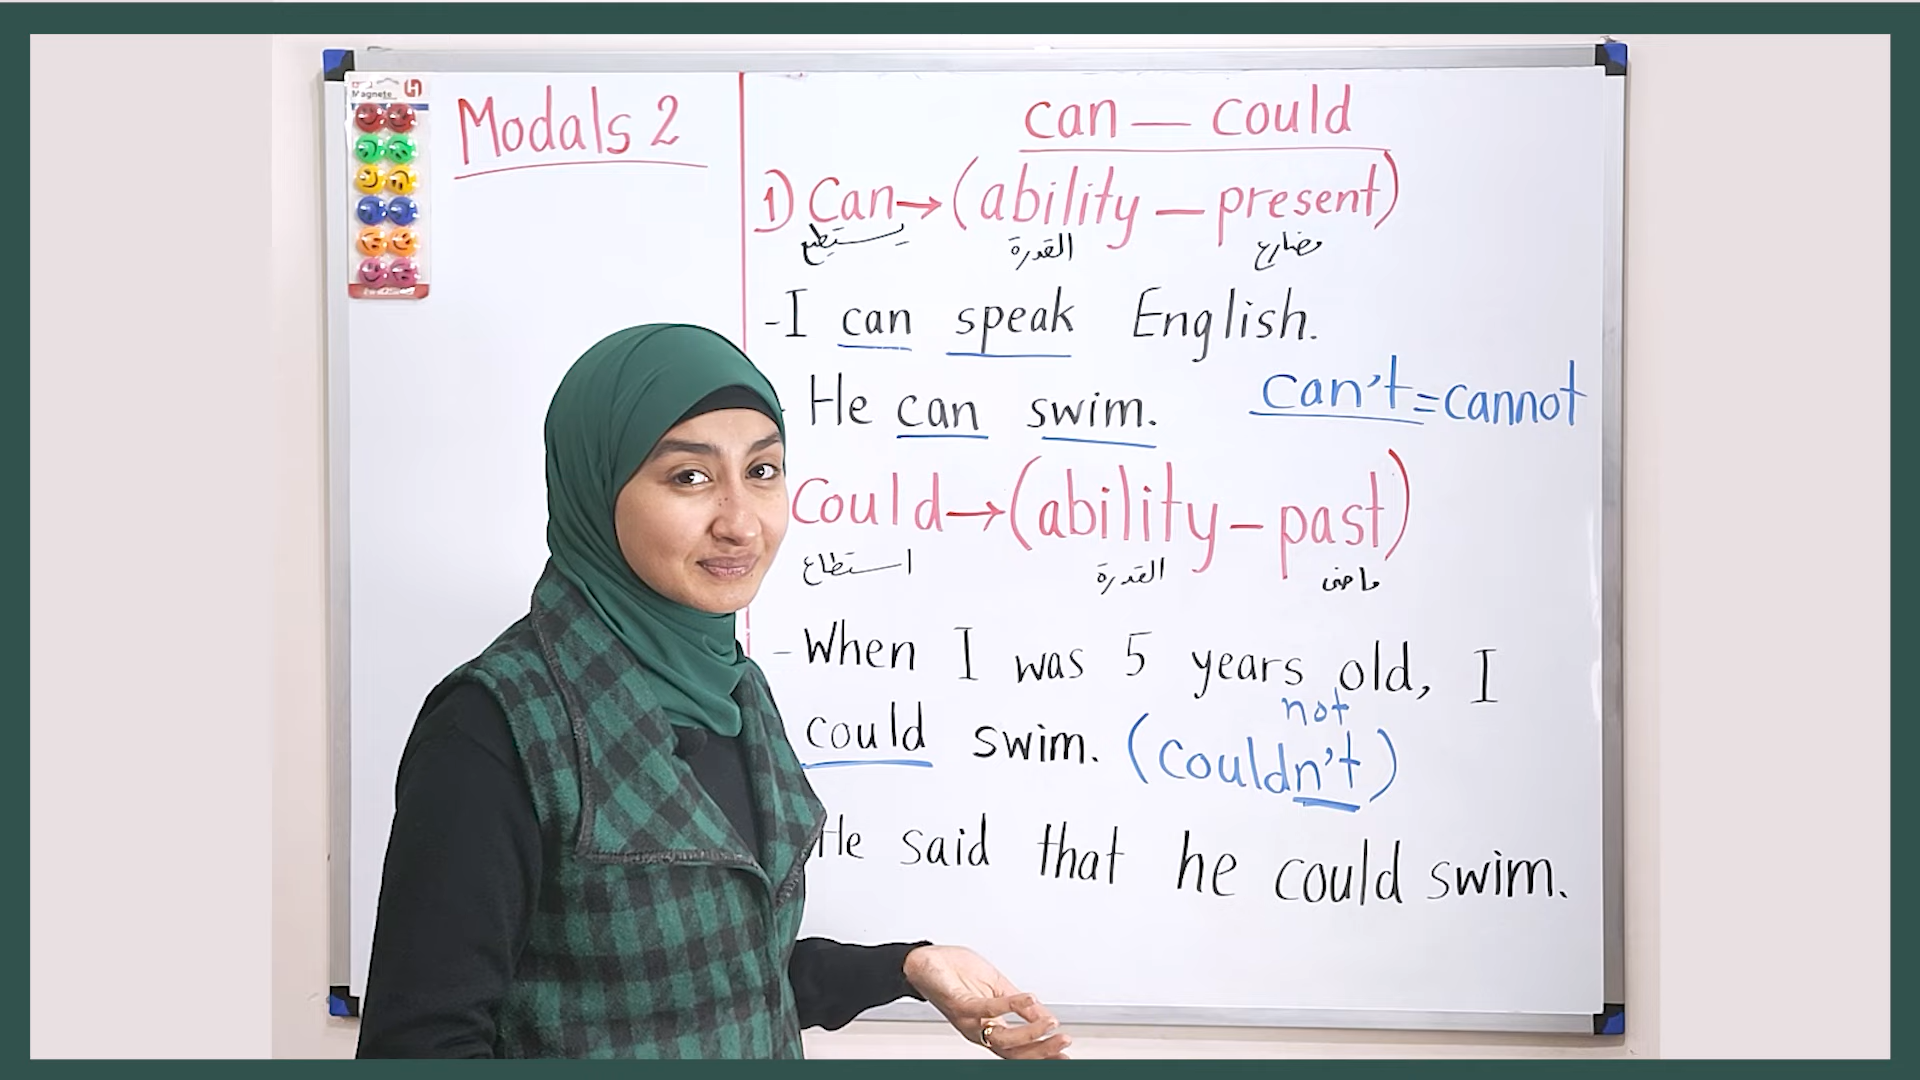 Magnete
Modals 2
can — could
1) Can → (ability — present)
يستطيع القدرة مضارع
- I can speak English.
He can swim. can't = cannot
Could → (ability — past)
استطاع القدرة ماضى
- When I was 5 years old, I
not
could swim. (couldn't)
He said that he could swim.